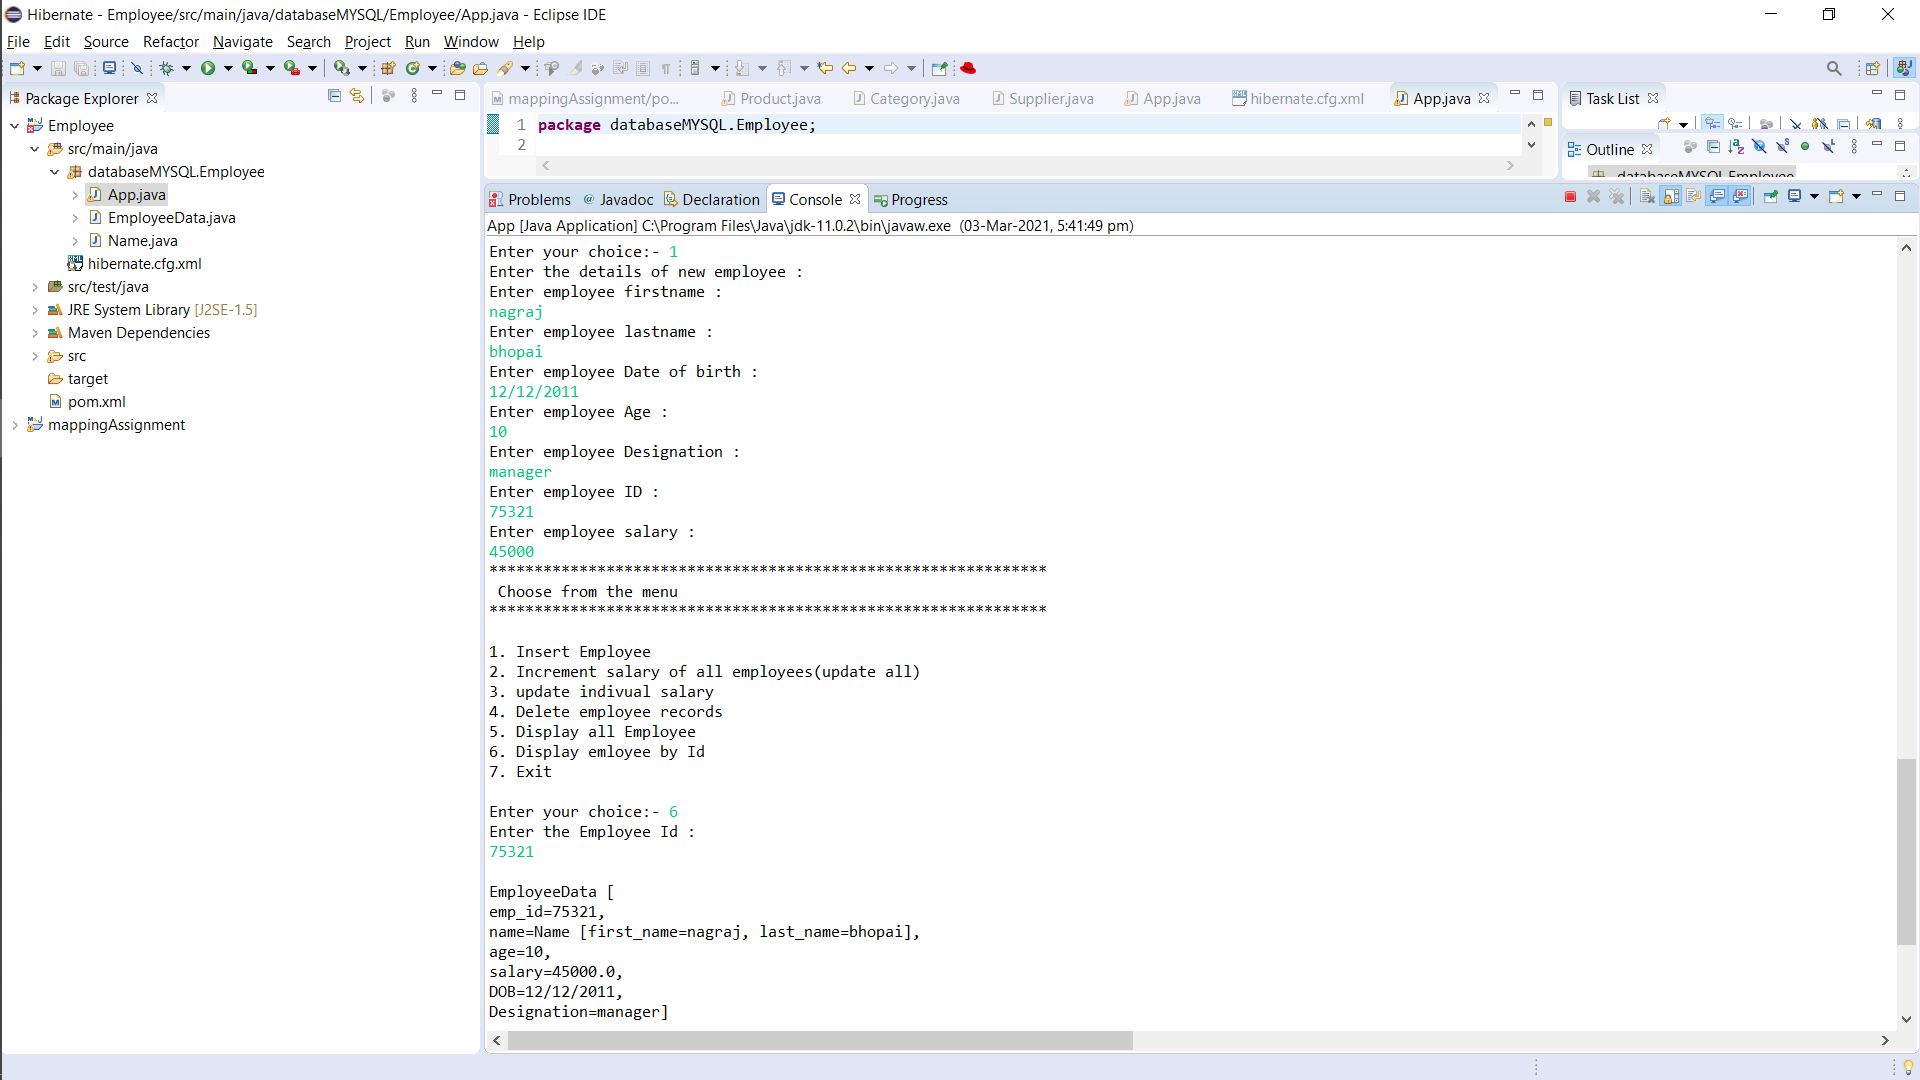 Hibernate - Employee/src/main/java/databaseMYSQL/Employee/App.java - Eclipse IDE
File Edit Source Refactor Navigate Search Project Run Window Help
Package Explorer
Employee
src/main/java
databaseMYSQL.Employee
App.java
EmployeeData.java
Name.java
hibernate.cfg.xml
src/test/java
JRE System Library [J2SE-1.5]
Maven Dependencies
src
target
pom.xml
mappingAssignment
mappingAssignment/po... Product.java Category.java Supplier.java App.java hibernate.cfg.xml App.java
1 package databaseMYSQL.Employee;
2
Task List
Outline
databaseMYSQL.Employee
Problems @ Javadoc Declaration Console Progress
App [Java Application] C:\Program Files\Java\jdk-11.0.2\bin\javaw.exe (03-Mar-2021, 5:41:49 pm)
Enter your choice:- 1
Enter the details of new employee :
Enter employee firstname :
nagraj
Enter employee lastname :
bhopai
Enter employee Date of birth :
12/12/2011
Enter employee Age :
10
Enter employee Designation :
manager
Enter employee ID :
75321
Enter employee salary :
45000
**************************************************************
Choose from the menu
**************************************************************
1. Insert Employee
2. Increment salary of all employees(update all)
3. update indivual salary
4. Delete employee records
5. Display all Employee
6. Display emloyee by Id
7. Exit
Enter your choice:- 6
Enter the Employee Id :
75321
EmployeeData [
emp_id=75321,
name=Name [first_name=nagraj, last_name=bhopai],
age=10,
salary=45000.0,
DOB=12/12/2011,
Designation=manager]